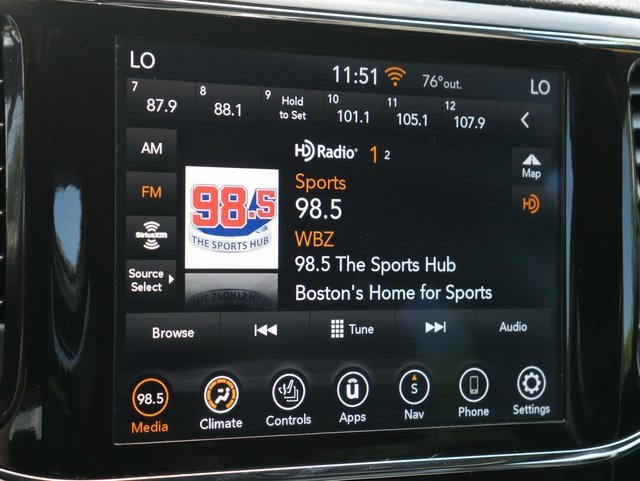 LO 11:51 76° out. LO
7 87.9 8 88.1 9 Hold to Set 10 101.1 11 105.1 12 107.9
AM
HD Radio 1 2
Map
FM
Sports
98.5
HD
98.5
THE SPORTS HUB
SiriusXM
WBZ
98.5 The Sports Hub
Source Select
Boston's Home for Sports
Browse Tune Audio
98.5 S
Media Climate Controls Apps Nav Phone Settings